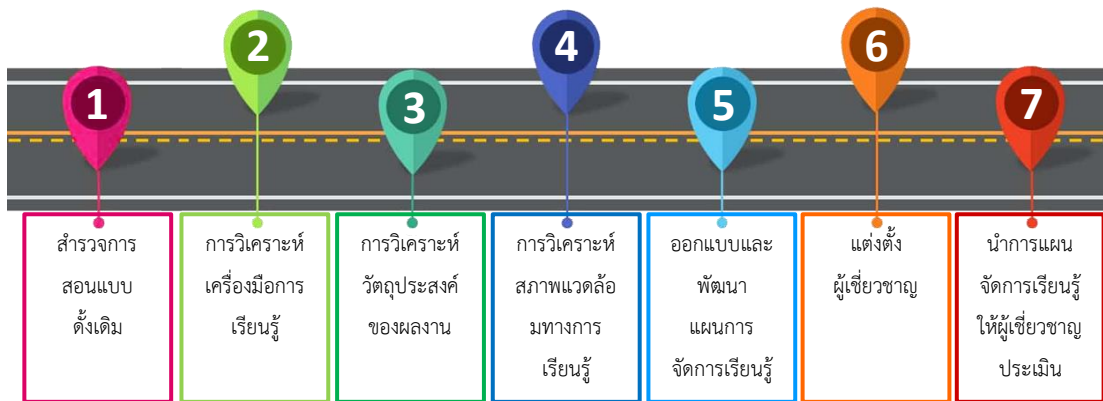 1
2
3
4
5
6
7
สำรวจการ
สอนแบบ
ดั้งเดิม
การวิเคราะห์
เครื่องมือการ
เรียนรู้
การวิเคราะห์
วัตถุประสงค์
ของผลงาน
การวิเคราะห์
สภาพแวดล้อ
มทางการ
เรียนรู้
ออกแบบและ
พัฒนา
แผนการ
จัดการเรียนรู้
แต่งตั้ง
ผู้เชี่ยวชาญ
นำการแผน
จัดการเรียนรู้
ให้ผู้เชี่ยวชาญ
ประเมิน